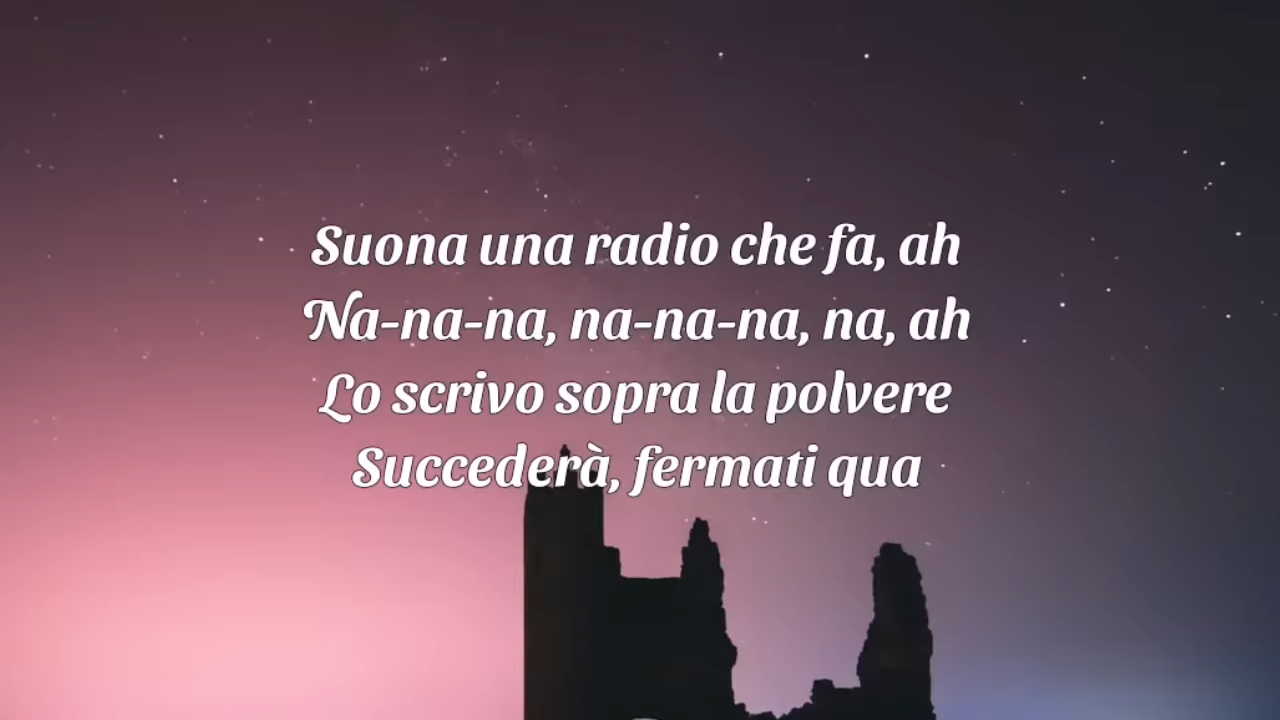 Suona una radio che fa, ah
Na-na-na, na-na-na, na, ah
Lo scrivo sopra la polvere
Succederà, fermati qua